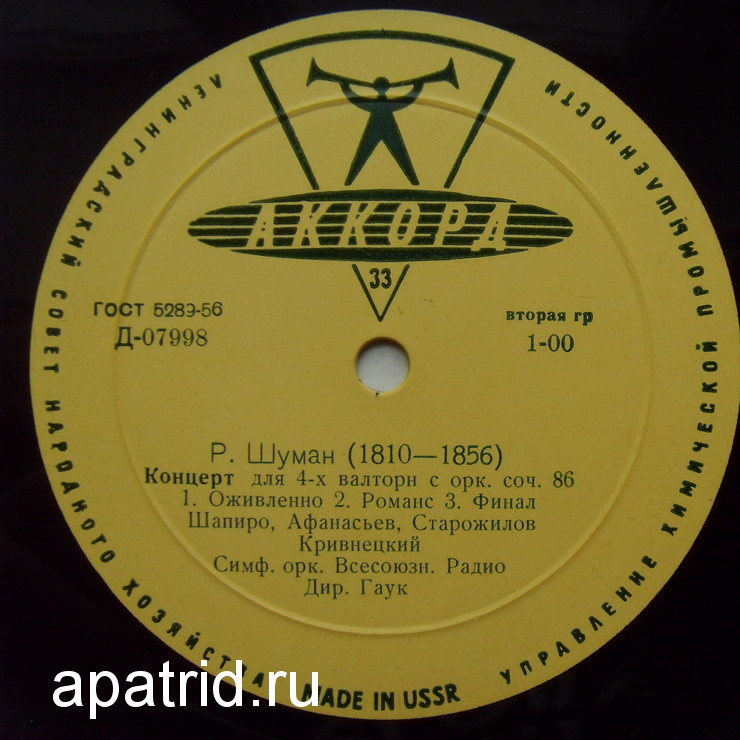 ЛЕНИНГРАДСКИЙ СОВЕТ НАРОДНОГО ХОЗЯЙСТВА
УПРАВЛЕНИЕ ХИМИЧЕСКОЙ ПРОМЫШЛЕННОСТИ
АККОРД
33
ГОСТ 5289-56
Д-07998
вторая гр
1-00
Р. Шуман (1810—1856)
Концерт для 4-х валторн с орк. соч. 86
1. Оживленно 2. Романс 3. Финал
Шапиро, Афанасьев, Старожилов
Кривнецкий
Симф. орк. Всесоюзн. Радио
Дир. Гаук
MADE IN USSR
apatrid.ru